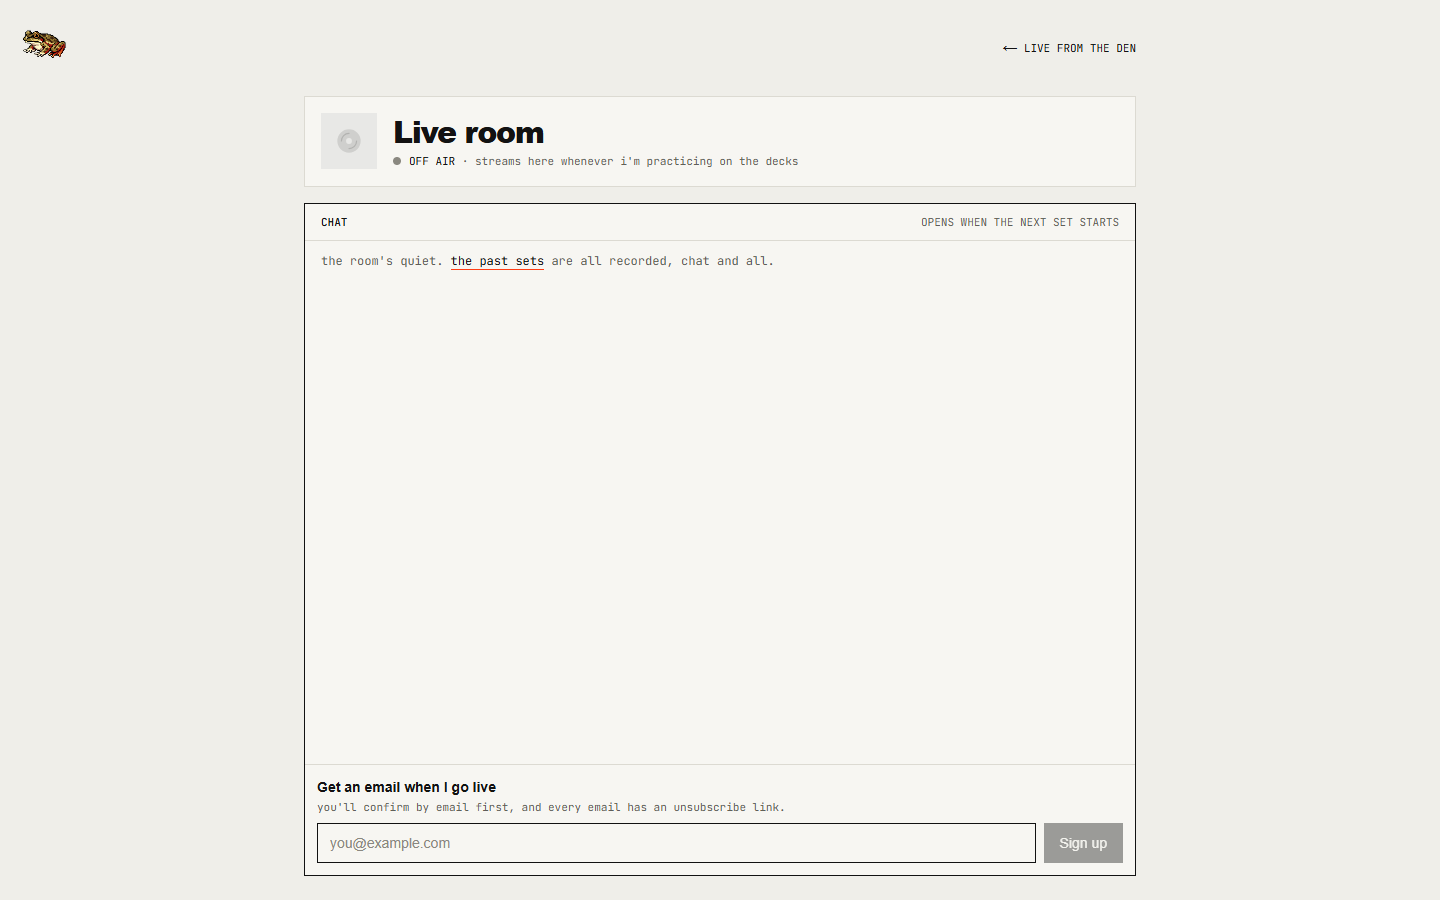 ← LIVE FROM THE DEN
Live room
OFF AIR · streams here whenever i'm practicing on the decks
CHAT
OPENS WHEN THE NEXT SET STARTS
the room's quiet. the past sets are all recorded, chat and all.
Get an email when I go live
you'll confirm by email first, and every email has an unsubscribe link.
you@example.com
Sign up